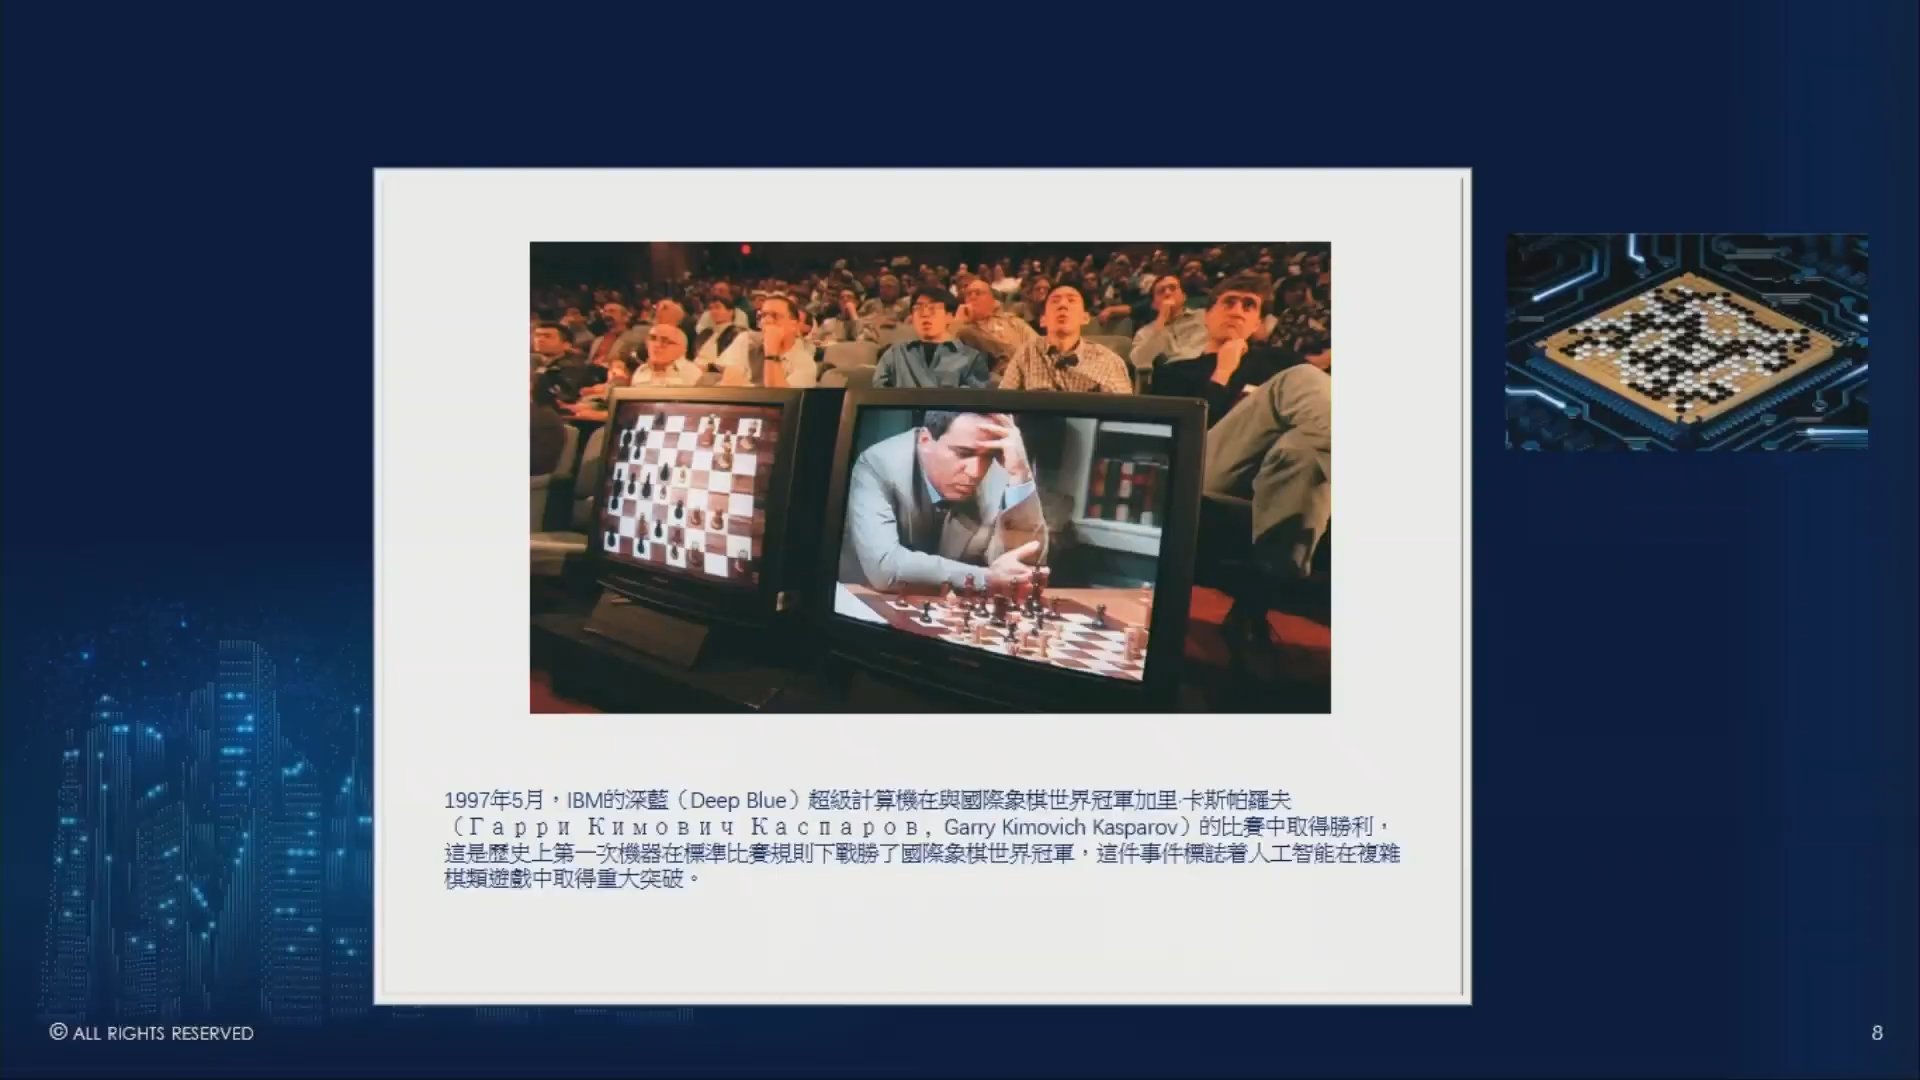 1997年5月，IBM的深藍（Deep Blue）超級計算機在與國際象棋世界冠軍加里·卡斯帕羅夫
（Гарри Кимович Каспаров, Garry Kimovich Kasparov）的比賽中取得勝利，
這是歷史上第一次機器在標準比賽規則下戰勝了國際象棋世界冠軍，這件事件標誌着人工智能在複雜
棋類遊戲中取得重大突破。
© ALL RIGHTS RESERVED
8